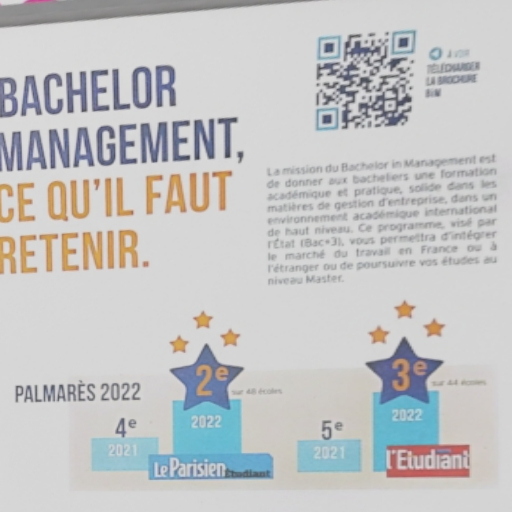 BACHELOR
MANAGEMENT,
CE QU'IL FAUT
RETENIR.
À VOIR
TÉLÉCHARGER
LA BROCHURE
BIM
La mission du Bachelor in Management est
de donner aux bacheliers une formation
académique et pratique, solide dans les
matières de gestion d'entreprise, dans un
environnement académique international
de haut niveau. Ce programme, visé par
l'État (Bac+3), vous permettra d'intégrer
le marché du travail en France ou à
l'étranger ou de poursuivre vos études au
niveau Master.
PALMARÈS 2022
4e
2021
2e
sur 48 écoles
2022
Le Parisien Étudiant
5e
2021
3e
sur 44 écoles
2022
l'Etudiant